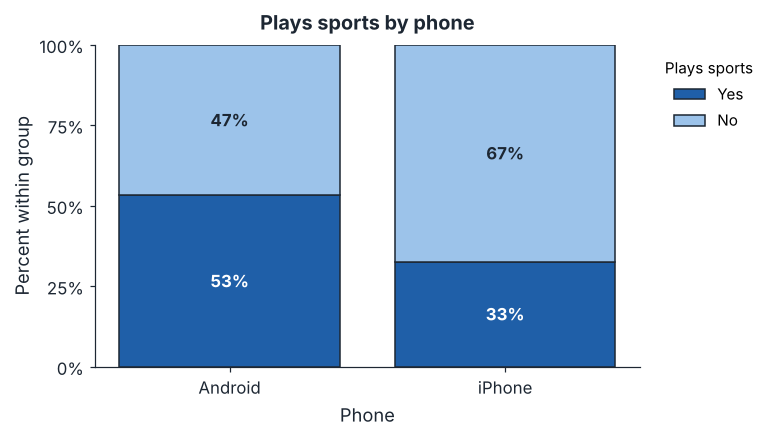 Plays sports by phone
Percent within group
100%
75%
50%
25%
0%
47%
53%
67%
33%
Android
iPhone
Phone
Plays sports
Yes
No